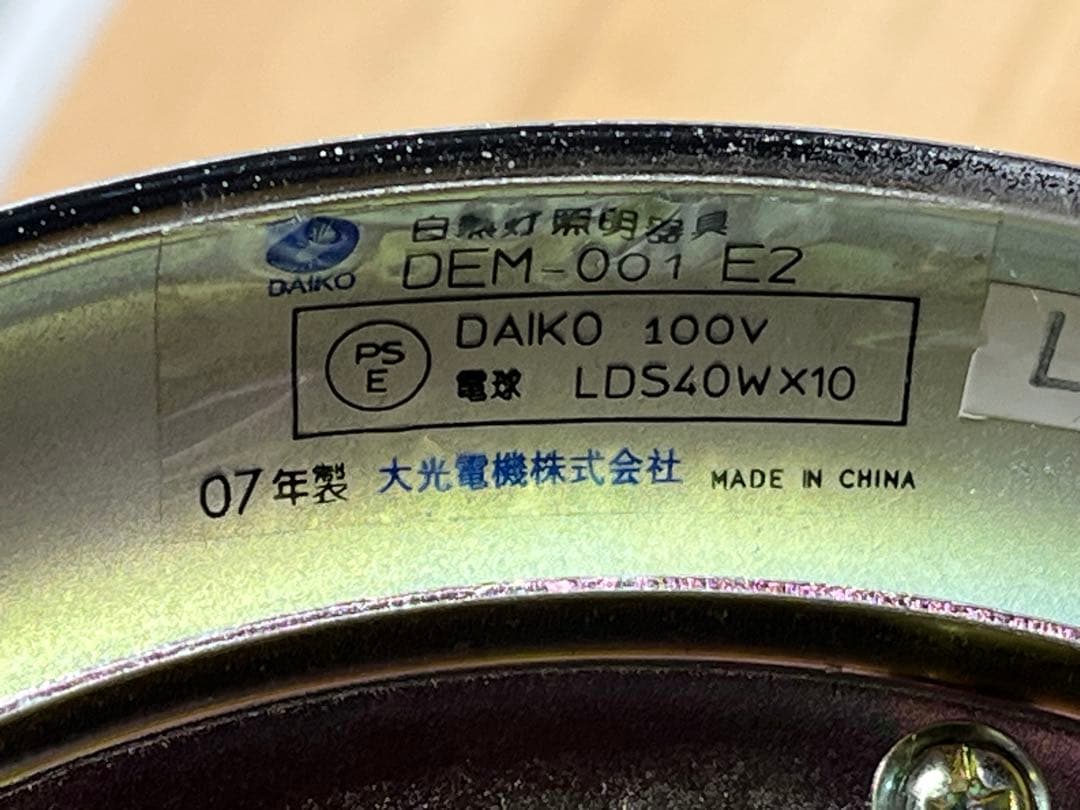 DAIKO
白熱灯照明器具
DEM-001 E2
PS
E
DAIKO 100V
電球 LDS40W×10
07年製 大光電機株式会社 MADE IN CHINA
L